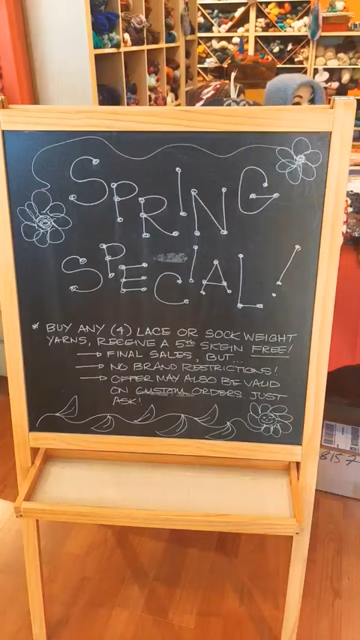 SPRING
SPECIAL!
* BUY ANY (4) LACE OR SOCK WEIGHT
YARNS, RECEIVE A 5TH SKEIN FREE!
→ FINAL SALES, BUT...
→ NO BRAND RESTRICTIONS!
→ OFFER MAY ALSO BE VALID
ON CUSTOM ORDERS JUST
ASK!